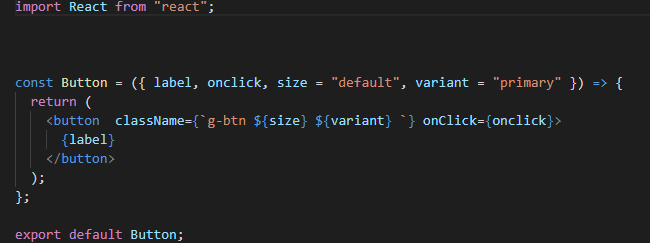 import React from "react";
const Button = ({ label, onclick, size = "default", variant = "primary" }) => {
  return (
    <button  className={`g-btn ${size} ${variant} `} onClick={onclick}>
      {label}
    </button>
  );
};
export default Button;